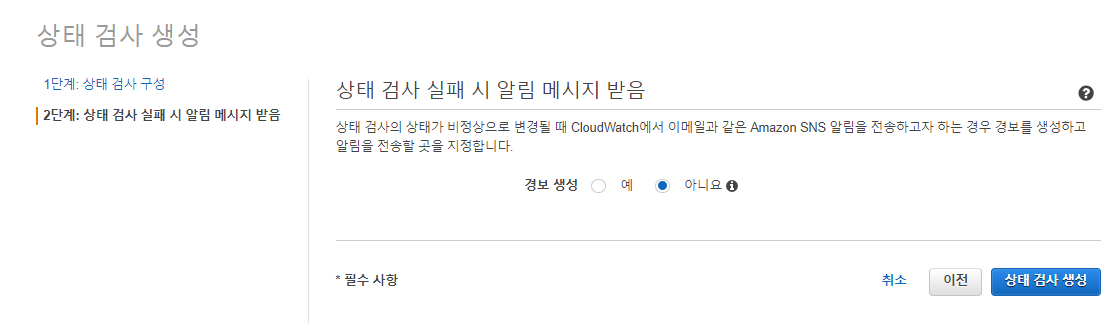 상태 검사 생성
1단계: 상태 검사 구성
2단계: 상태 검사 실패 시 알림 메시지 받음
상태 검사 실패 시 알림 메시지 받음
상태 검사의 상태가 비정상으로 변경될 때 CloudWatch에서 이메일과 같은 Amazon SNS 알림을 전송하고자 하는 경우 경보를 생성하고
알림을 전송할 곳을 지정합니다.
경보 생성 예 아니요
* 필수 사항 취소 이전 상태 검사 생성